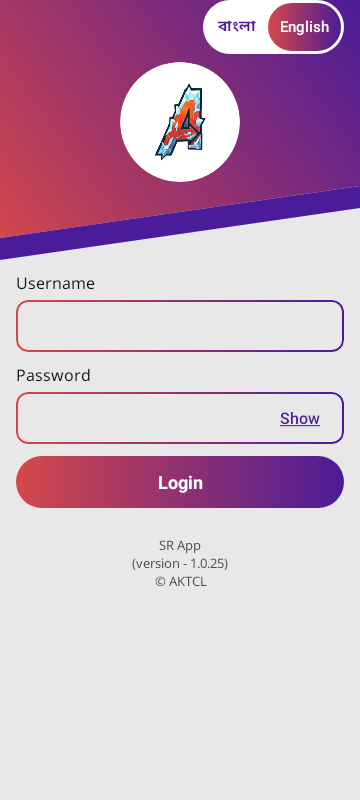 বাংলা English
A
Username
Password
Show
Login
SR App
(version - 1.0.25)
© AKTCL